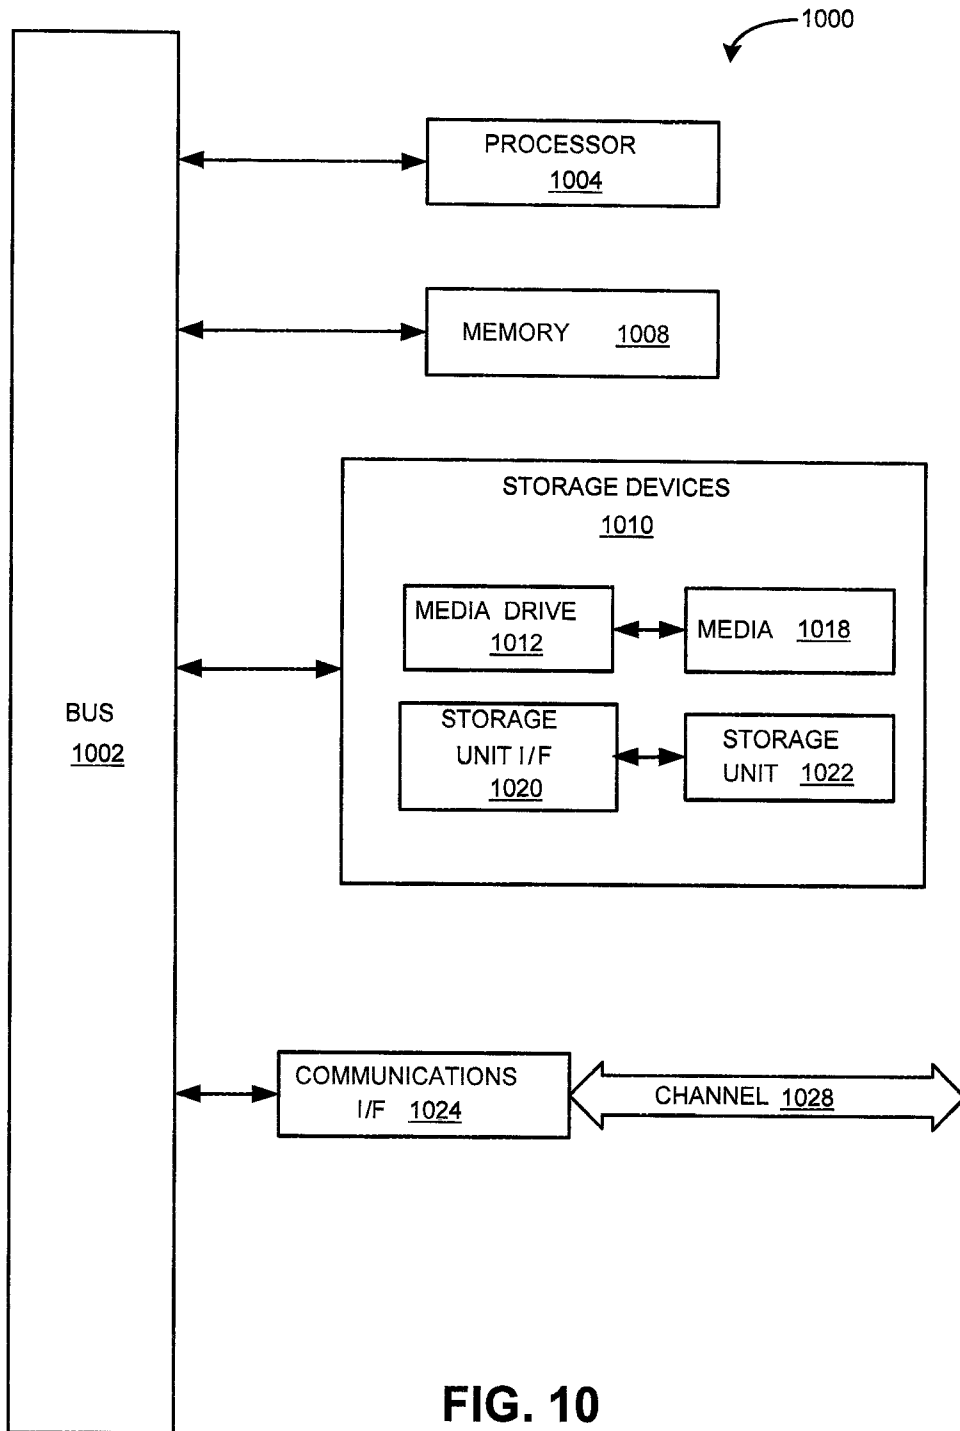 1000
PROCESSOR
1004
MEMORY 1008
STORAGE DEVICES
1010
MEDIA DRIVE
1012
MEDIA 1018
BUS
1002
STORAGE
UNIT I/F
1020
STORAGE
UNIT 1022
COMMUNICATIONS
I/F 1024
CHANNEL 1028
FIG. 10